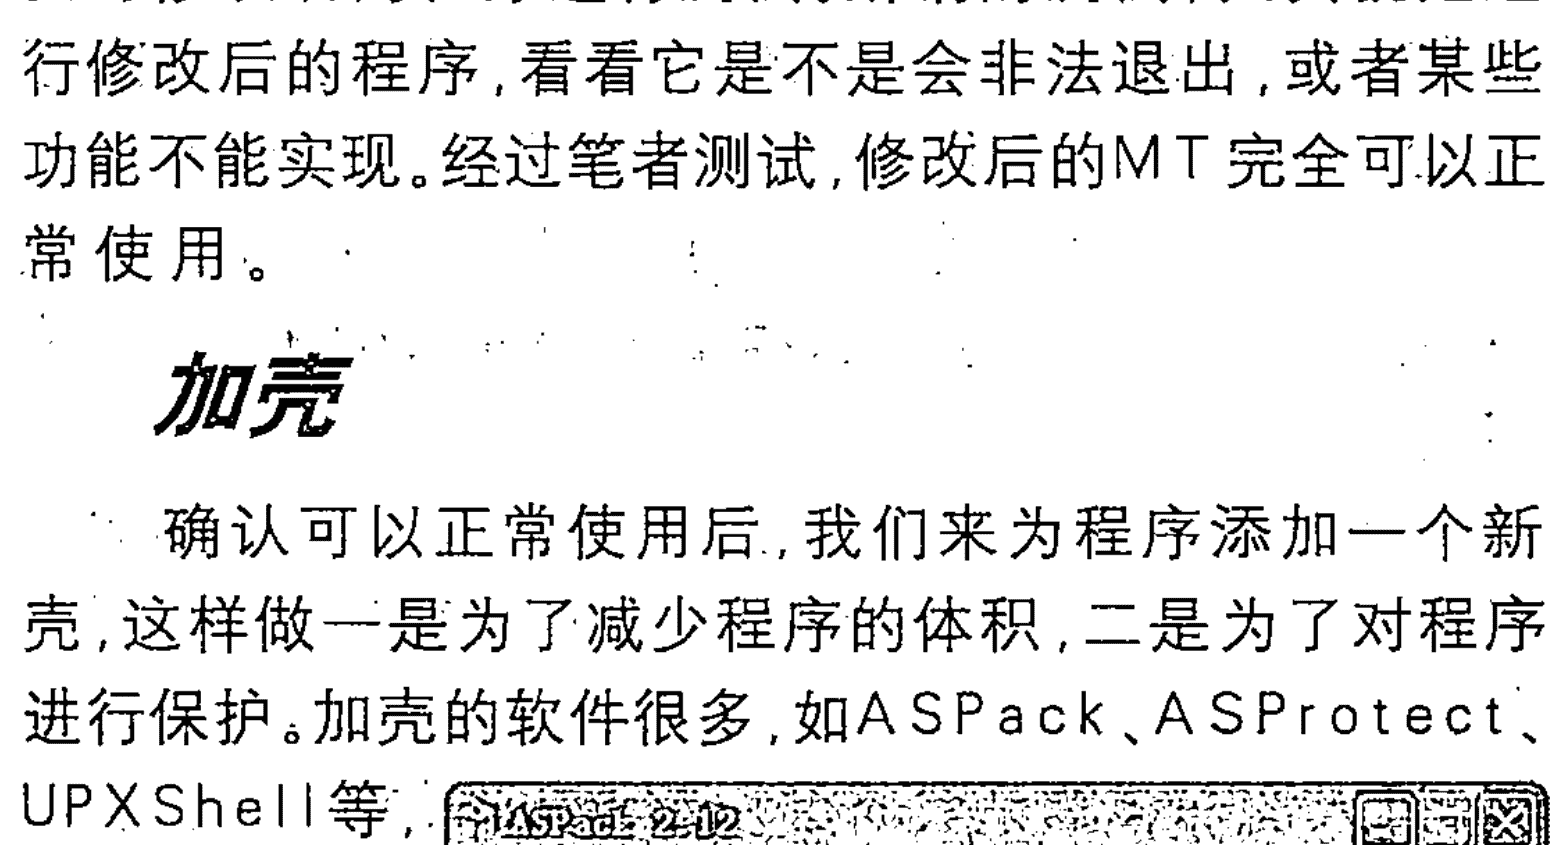 行修改后的程序,看看它是不是会非法退出,或者某些
功能不能实现。经过笔者测试,修改后的MT完全可以正
常使用。
加壳
确认可以正常使用后,我们来为程序添加一个新
壳,这样做一是为了减少程序的体积,二是为了对程序
进行保护。加壳的软件很多,如ASPack、ASProtect、
UPXShell等,
ASPack 2.12